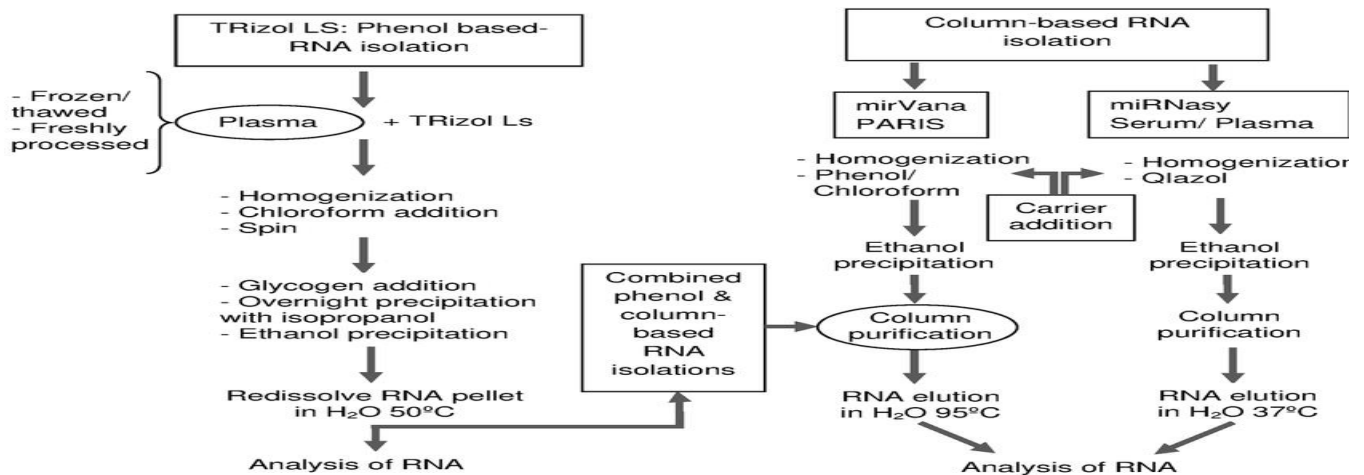 TRizol LS: Phenol based-
RNA isolation
- Frozen/
thawed
- Freshly
processed
Plasma
+ TRizol Ls
- Homogenization
- Chloroform addition
- Spin
- Glycogen addition
- Overnight precipitation
with isopropanol
- Ethanol precipitation
Redissolve RNA pellet
in H₂O 50ºC
Analysis of RNA
Combined
phenol &
column-
based
RNA
isolations
Column-based RNA
isolation
mirVana
PARIS
- Homogenization
- Phenol/
Chloroform
Carrier
addition
Ethanol
precipitation
Column
purification
RNA elution
in H₂O 95ºC
miRNasy
Serum/ Plasma
- Homogenization
- Qlazol
Ethanol
precipitation
Column
purification
RNA elution
in H₂O 37ºC
Analysis of RNA